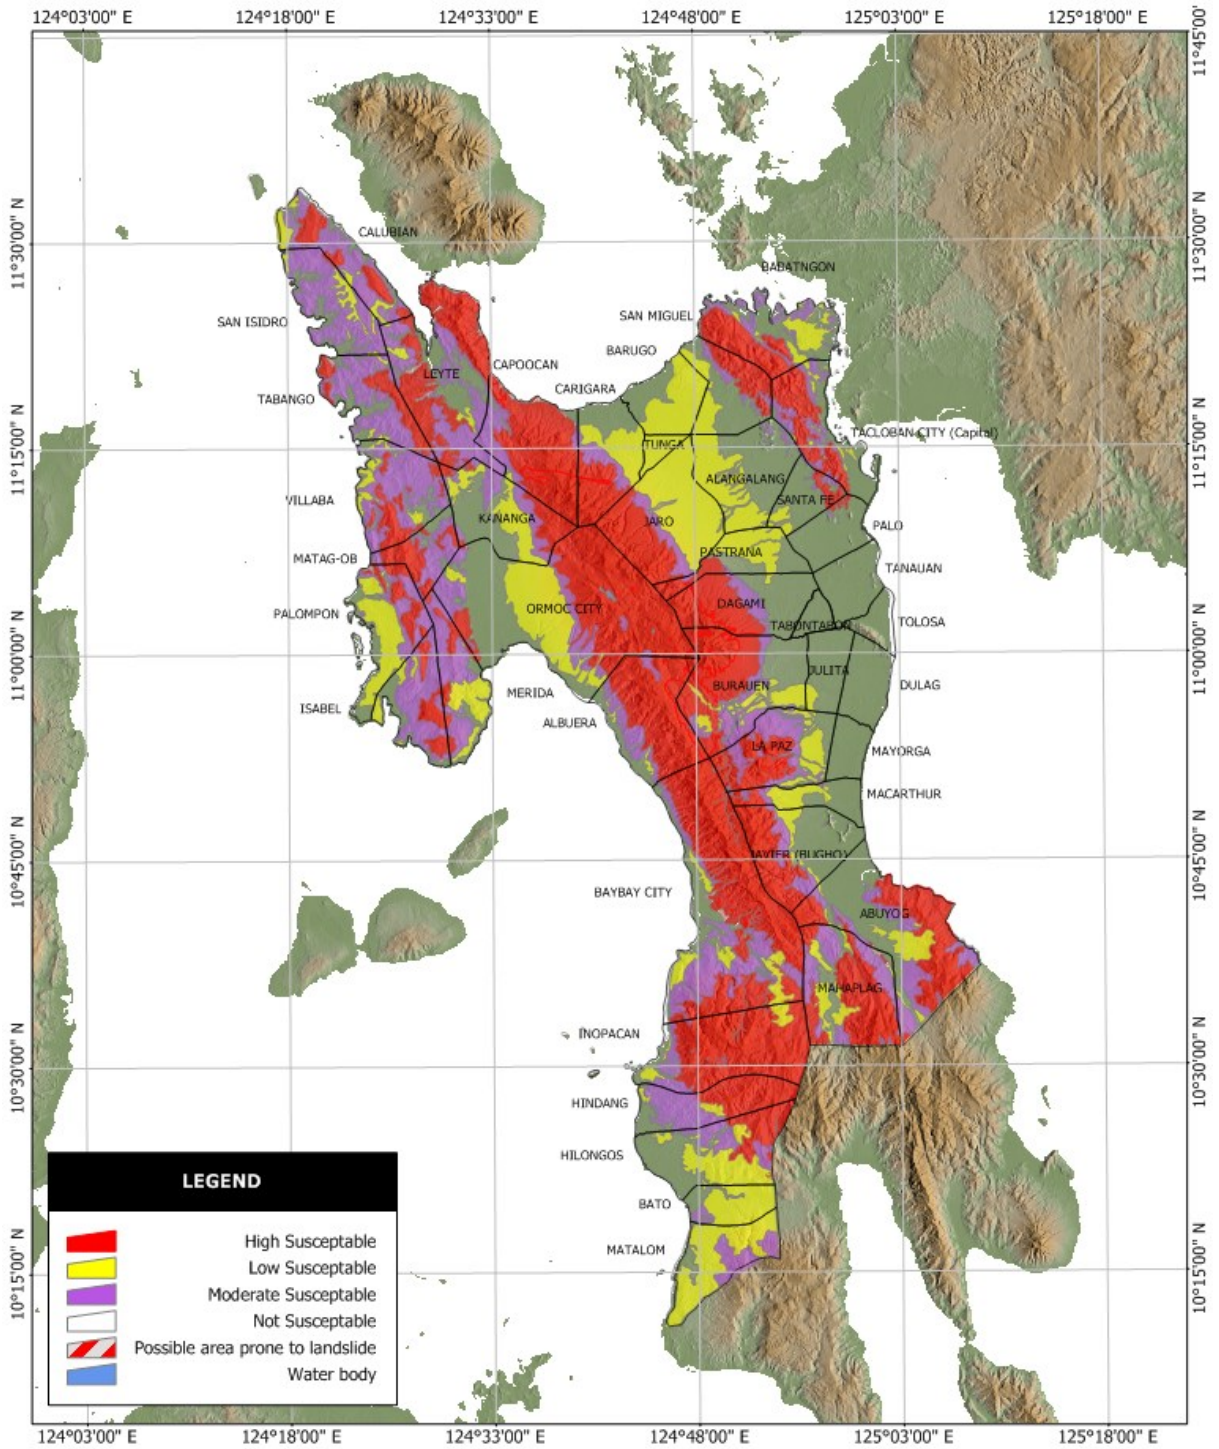 124°03'00" E 124°18'00" E 124°33'00" E 124°48'00" E 125°03'00" E 125°18'00" E
11°45'00'
11°30'00" N 11°30'00" N
11°15'00" N 11°15'00" N
11°00'00" N 11°00'00" N
10°45'00" N 10°45'00" N
10°30'00" N 10°30'00" N
10°15'00" N 10°15'00" N
CALUBIAN
BABATNGON
SAN MIGUEL
SAN ISIDRO
BARUGO
CAPOOCAN
LEYTE
CARIGARA
TABANGO
TACLOBAN CITY (Capital)
TUNGA
ALANGALANG
VILLABA
SANTA FE
KANANGA
JARO
PALO
PASTRANA
MATAG-OB
TANAUAN
DAGAMI
ORMOC CITY
PALOMPON
TABONTABON
TOLOSA
JULITA
BURAUEN
DULAG
MERIDA
ISABEL
ALBUERA
LA PAZ
MAYORGA
MACARTHUR
JAVIER (BUGHO)
BAYBAY CITY
ABUYOG
MAHAPLAG
INOPACAN
HINDANG
HILONGOS
BATO
MATALOM
LEGEND
High Susceptable
Low Susceptable
Moderate Susceptable
Not Susceptable
Possible area prone to landslide
Water body
124°03'00" E 124°18'00" E 124°33'00" E 124°48'00" E 125°03'00" E 125°18'00" E